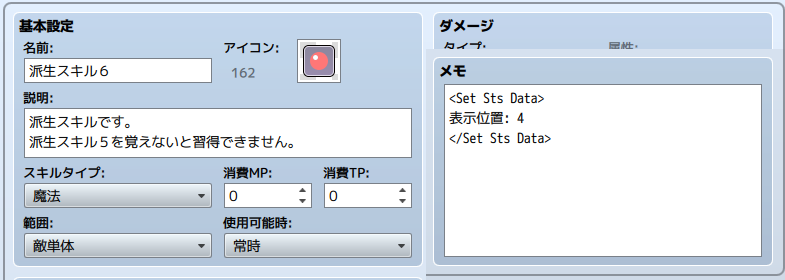 基本設定
名前:
アイコン:
派生スキル６
162
説明:
派生スキルです。
派生スキル５を覚えないと習得できません。
スキルタイプ:
消費MP:
消費TP:
魔法
0
0
範囲:
使用可能時:
敵単体
常時
ダメージ
タイプ:
属性:
メモ
<Set Sts Data>
表示位置: 4
</Set Sts Data>